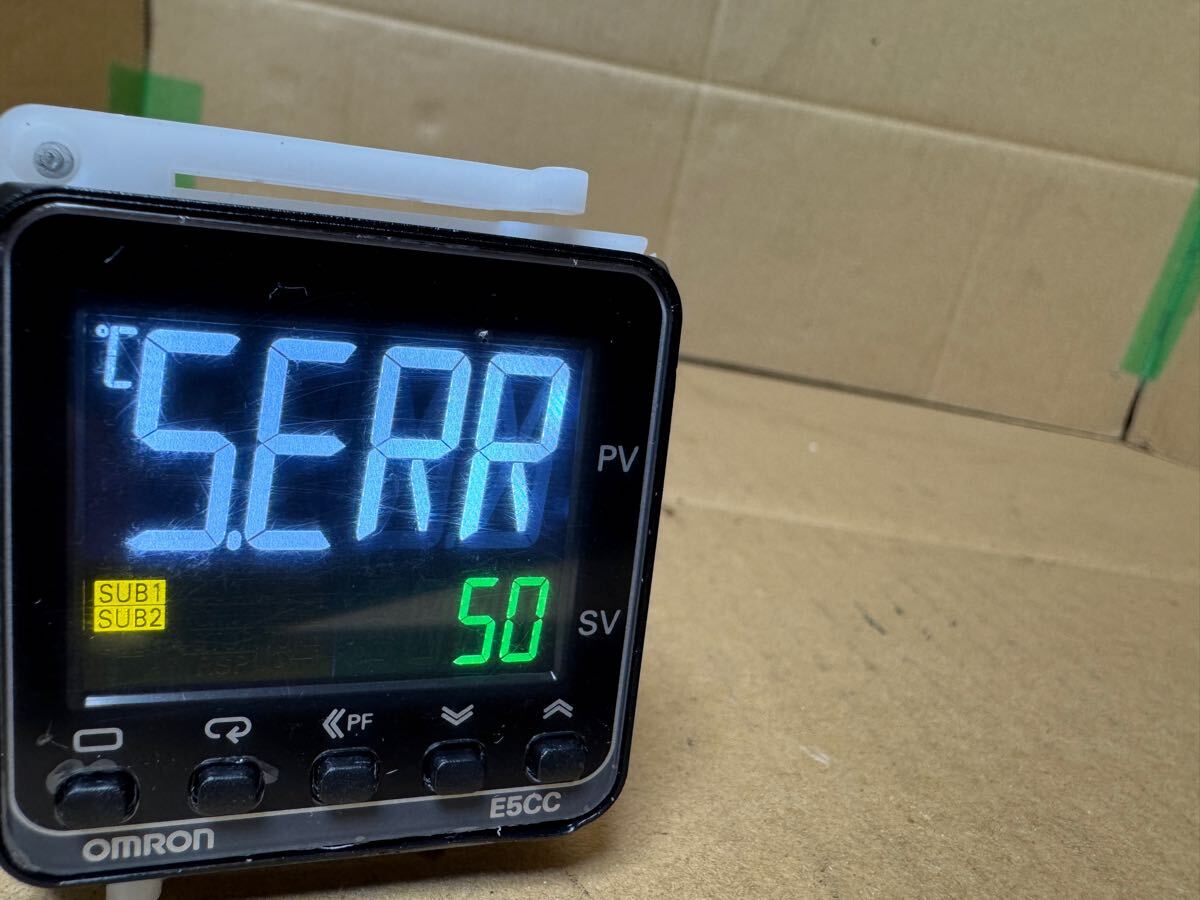 °C S.ERR
PV
SUB1
SUB2
50
SV
PF
E5CC
OMRON